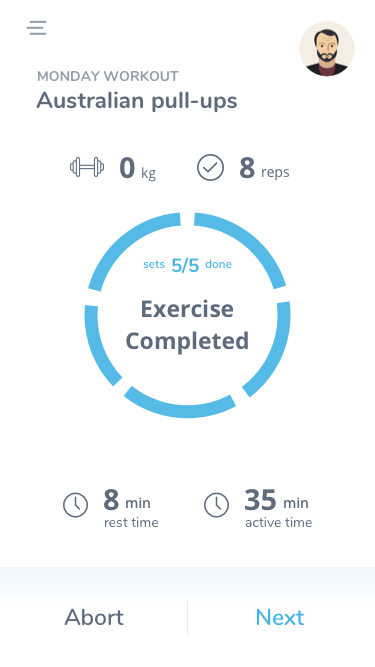 MONDAY WORKOUT
Australian pull-ups
0 kg
8 reps
sets 5/5 done
Exercise
Completed
8 min
rest time
35 min
active time
Abort
Next